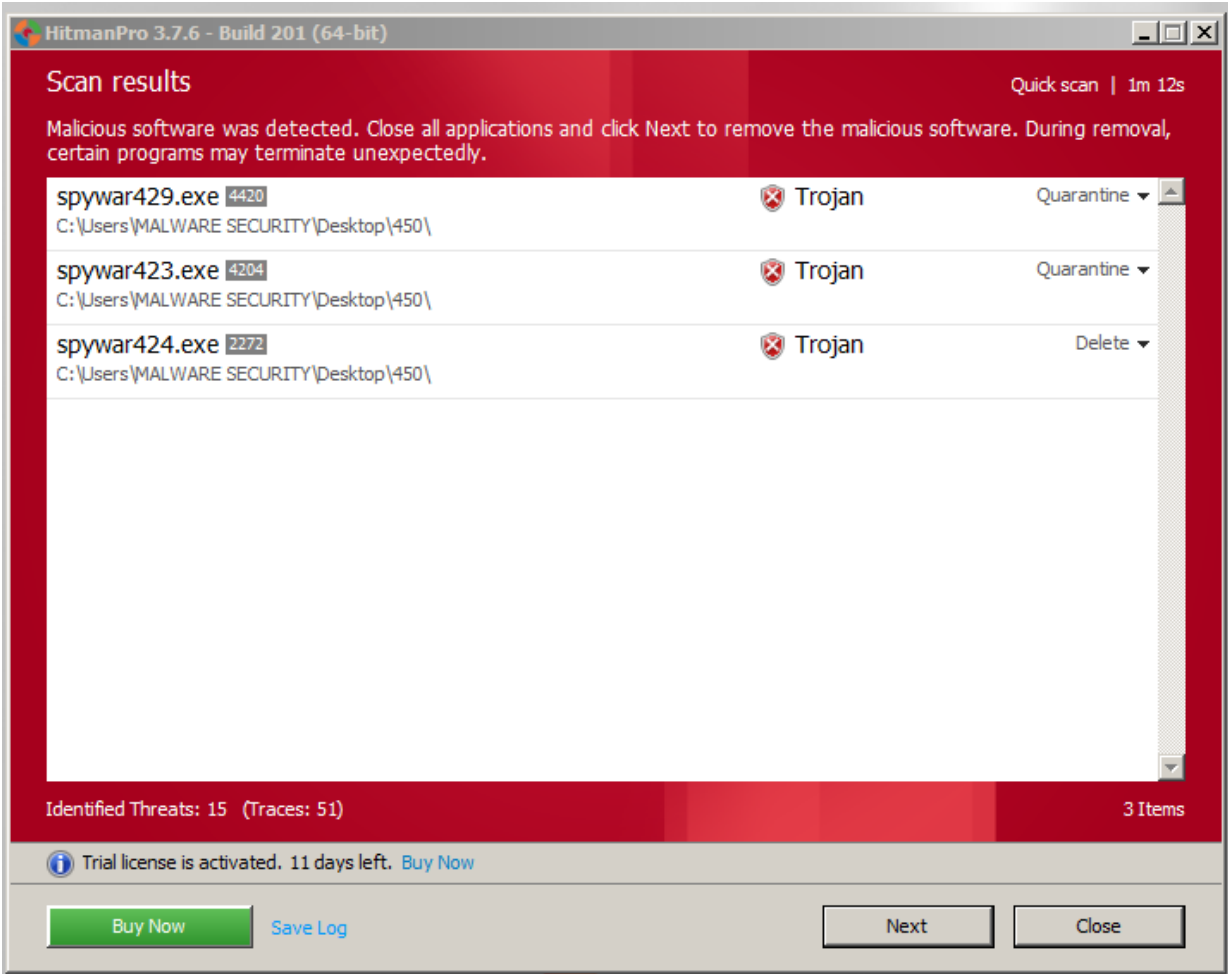 HitmanPro 3.7.6 - Build 201 (64-bit)
Scan results
Quick scan | 1m 12s
Malicious software was detected. Close all applications and click Next to remove the malicious software. During removal,
certain programs may terminate unexpectedly.
spywar429.exe 4420 Trojan Quarantine
C:\Users\MALWARE SECURITY\Desktop\450\
spywar423.exe 4204 Trojan Quarantine
C:\Users\MALWARE SECURITY\Desktop\450\
spywar424.exe 2272 Trojan Delete
C:\Users\MALWARE SECURITY\Desktop\450\
Identified Threats: 15 (Traces: 51) 3 Items
Trial license is activated. 11 days left. Buy Now
Buy Now Save Log Next Close